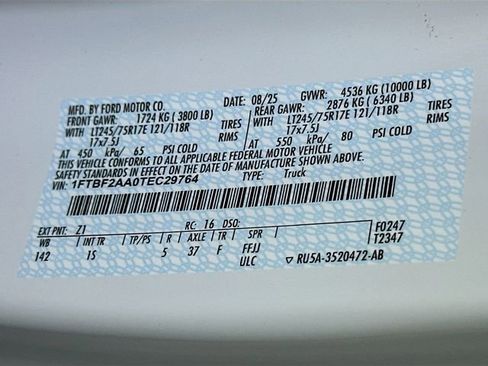 MFD. BY FORD MOTOR CO. DATE: 08/25 GVWR: 4536 KG (10000 LB)
FRONT GAWR: 1724 KG (3800 LB) REAR GAWR: 2876 KG (6340 LB)
WITH LT245/75R17E 121/118R TIRES WITH LT245/75R17E 121/118R TIRES
17x7.5J RIMS 17x7.5J RIMS
AT 450 kPa/ 65 PSI COLD AT 550 kPa/ 80 PSI COLD
THIS VEHICLE CONFORMS TO ALL APPLICABLE FEDERAL MOTOR VEHICLE
SAFETY STANDARDS IN EFFECT ON THE DATE OF MANUFACTURE SHOWN ABOVE.
VIN: 1FTBF2AA0TEC29764 TYPE: Truck
EXT PNT: Z1 RC: 16 DSO: F0247
WB INT TR TP/PS R AXLE TR SPR T2347
142 IS 5 37 F FFJJ
ULC ▽ RU5A-3520472-AB